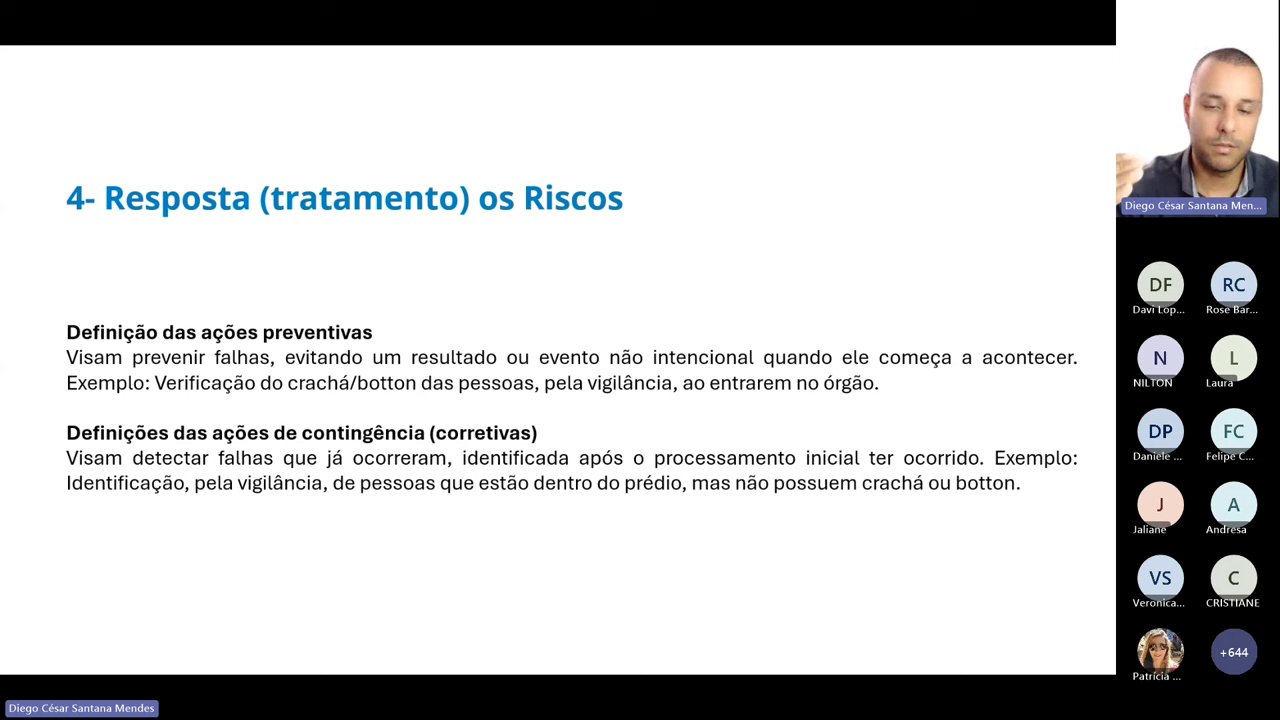 4- Resposta (tratamento) os Riscos
Definição das ações preventivas
Visam prevenir falhas, evitando um resultado ou evento não intencional quando ele começa a acontecer.
Exemplo: Verificação do crachá/botton das pessoas, pela vigilância, ao entrarem no órgão.
Definições das ações de contingência (corretivas)
Visam detectar falhas que já ocorreram, identificada após o processamento inicial ter ocorrido. Exemplo:
Identificação, pela vigilância, de pessoas que estão dentro do prédio, mas não possuem crachá ou botton.
Diego César Santana Men...
DF
Davi Lop...
RC
Rose Bar...
N
NILTON
L
Laura
DP
Daniele ...
FC
Felipe C...
J
Jaliane
A
Andresa
VS
Veronica...
C
CRISTIANE
Patrícia ...
+644
Diego César Santana Mendes